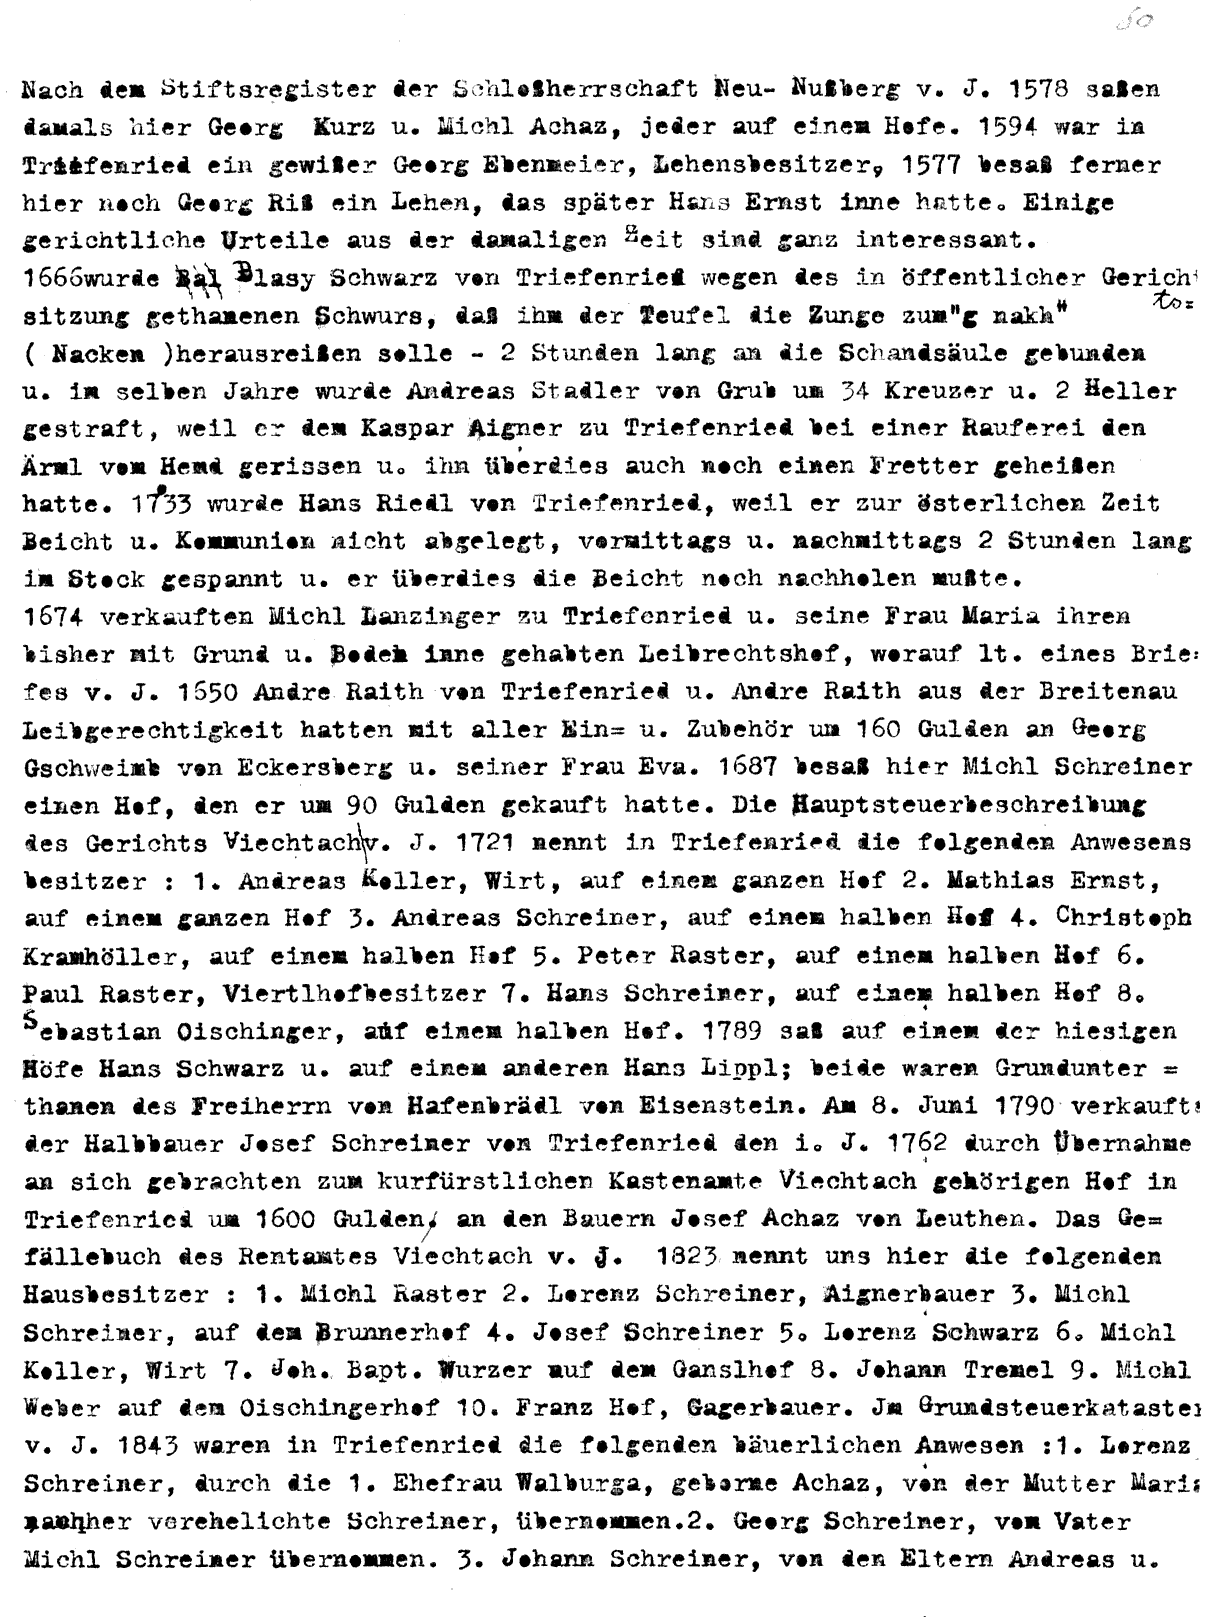 50
Nach dem Stiftsregister der Schloßherrschaft Neu- Nußberg v. J. 1578 saßen
damals hier Georg Kurz u. Michl Achaz, jeder auf einem Hofe. 1594 war in
Triefenried ein gewißer Georg Ebenmeier, Lehensbesitzer, 1577 besaß ferner
hier noch Georg Riß ein Lehen, das später Hans Ernst inne hatte. Einige
gerichtliche Urteile aus der damaligen Zeit sind ganz interessant.
1666wurde Blasy Schwarz von Triefenried wegen des in öffentlicher Gericht
sitzung gethanenen Schwurs, daß ihm der Teufel die Zunge zum"g nakh" to=
( Nacken )herausreißen solle - 2 Stunden lang an die Schandsäule gebunden
u. im selben Jahre wurde Andreas Stadler von Grub um 34 Kreuzer u. 2 Heller
gestraft, weil er dem Kaspar Aigner zu Triefenried bei einer Rauferei den
Ärml vom Hemd gerissen u. ihn überdies auch noch einen Fretter geheißen
hatte. 1733 wurde Hans Riedl von Triefenried, weil er zur österlichen Zeit
Beicht u. Kommunion nicht abgelegt, vormittags u. nachmittags 2 Stunden lang
im Stock gespannt u. er überdies die Beicht noch nachholen mußte.
1674 verkauften Michl Lanzinger zu Triefenried u. seine Frau Maria ihren
bisher mit Grund u. Boden inne gehabten Leibrechtshof, worauf lt. eines Brie=
fes v. J. 1650 Andre Raith von Triefenried u. Andre Raith aus der Breitenau
Leibgerechtigkeit hatten mit aller Ein= u. Zubehör um 160 Gulden an Georg
Gschweimb von Eckersberg u. seiner Frau Eva. 1687 besaß hier Michl Schreiner
einen Hof, den er um 90 Gulden gekauft hatte. Die Hauptsteuerbeschreibung
des Gerichts Viechtach v. J. 1721 nennt in Triefenried die folgenden Anwesens
besitzer : 1. Andreas Koller, Wirt, auf einem ganzen Hof 2. Mathias Ernst,
auf einem ganzen Hof 3. Andreas Schreiner, auf einem halben Hof 4. Christoph
Kramhöller, auf einem halben Hof 5. Peter Raster, auf einem halben Hof 6.
Paul Raster, Viertlhofbesitzer 7. Hans Schreiner, auf einem halben Hof 8.
Sebastian Oischinger, auf einem halben Hof. 1789 saß auf einem der hiesigen
Höfe Hans Schwarz u. auf einem anderen Hans Lippl; beide waren Grundunter =
thanen des Freiherrn von Hafenbrädl von Eisenstein. Am 8. Juni 1790 verkaufte
der Halbbauer Josef Schreiner von Triefenried den i. J. 1762 durch Übernahme
an sich gebrachten zum kurfürstlichen Kastenamte Viechtach gehörigen Hof in
Triefenried um 1600 Gulden, an den Bauern Josef Achaz von Leuthen. Das Ge=
fällebuch des Rentamtes Viechtach v. J. 1823 nennt uns hier die folgenden
Hausbesitzer : 1. Michl Raster 2. Lorenz Schreiner, Aignerbauer 3. Michl
Schreiner, auf dem Brunnerhof 4. Josef Schreiner 5. Lorenz Schwarz 6. Michl
Koller, Wirt 7. Joh. Bapt. Wurzer auf dem Ganslhof 8. Johann Tremel 9. Michl
Weber auf dem Oischingerhof 10. Franz Hof, Gagerbauer. Jm Grundsteuerkataster
v. J. 1843 waren in Triefenried die folgenden bäuerlichen Anwesen :1. Lorenz
Schreiner, durch die 1. Ehefrau Walburga, geborne Achaz, von der Mutter Maria
nachher verehelichte Schreiner, übernommen.2. Georg Schreiner, vom Vater
Michl Schreiner übernommen. 3. Johann Schreiner, von den Eltern Andreas u.